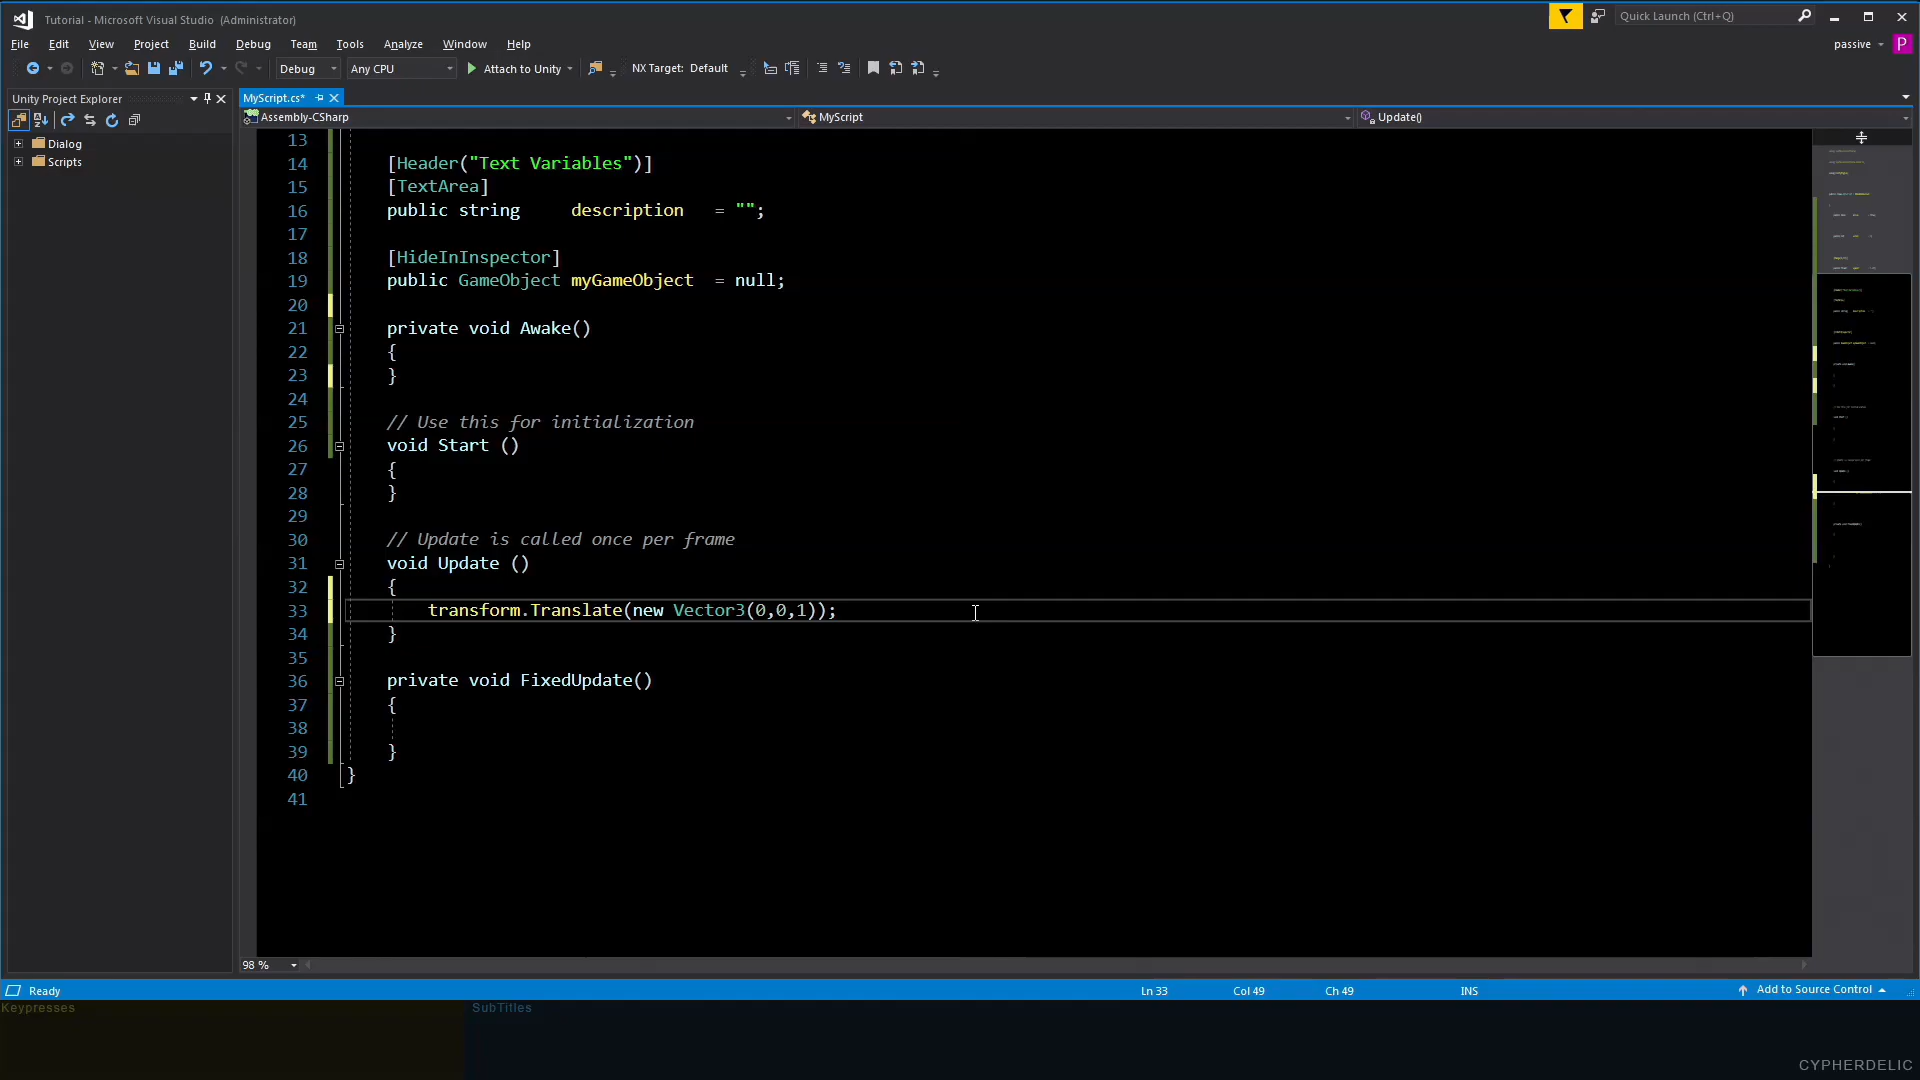 Tutorial - Microsoft Visual Studio (Administrator)
Quick Launch (Ctrl+Q)
File Edit View Project Build Debug Team Tools Analyze Window Help
passive P
Debug Any CPU Attach to Unity NX Target: Default
Unity Project Explorer
MyScript.cs*
Assembly-CSharp MyScript Update()
Dialog
Scripts
13
14 [Header("Text Variables")]
15 [TextArea]
16 public string description = "";
17
18 [HideInInspector]
19 public GameObject myGameObject = null;
20
21 private void Awake()
22 {
23 }
24
25 // Use this for initialization
26 void Start ()
27 {
28 }
29
30 // Update is called once per frame
31 void Update ()
32 {
33 transform.Translate(new Vector3(0,0,1));
34 }
35
36 private void FixedUpdate()
37 {
38
39 }
40 }
41
98 %
Ready Ln 33 Col 49 Ch 49 INS Add to Source Control
Keypresses SubTitles
CYPHERDELIC